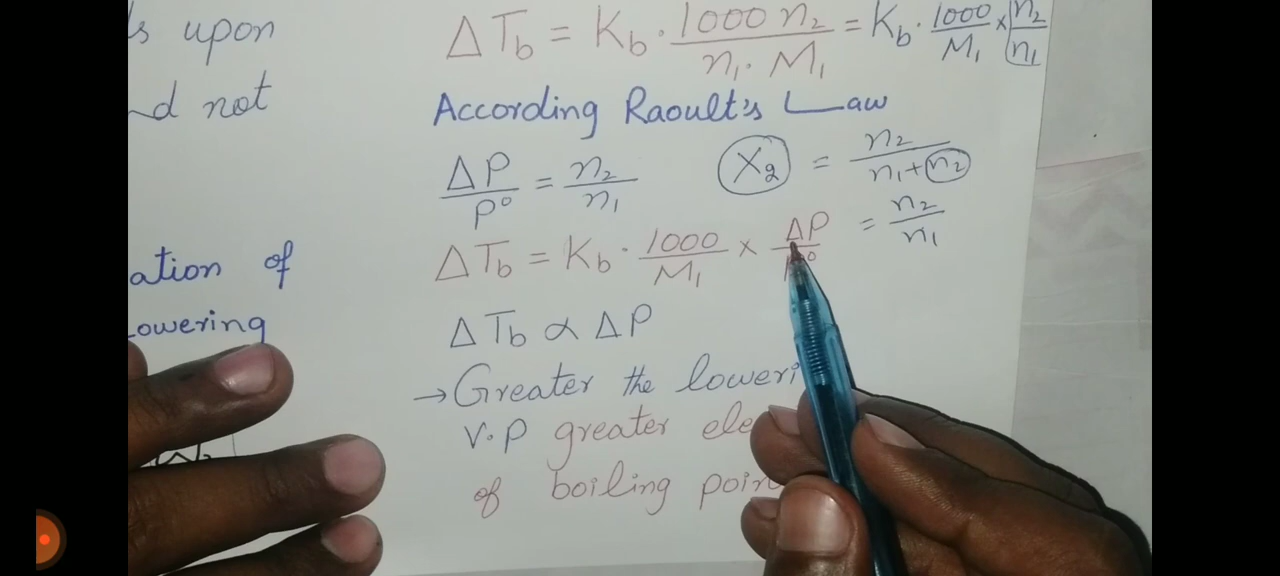 upon
not
ation of
owering
ΔTb = Kb · 1000 n2 / n1 · M1 = Kb · 1000 / M1 × n2 / n1
According Raoult's Law
ΔP / P° = n2 / n1
X2 = n2 / n1 + n2
= n2 / n1
ΔTb = Kb · 1000 / M1 × ΔP / P°
ΔTb ∝ ΔP
→ Greater the loweri
V.P greater ele
of boiling poin